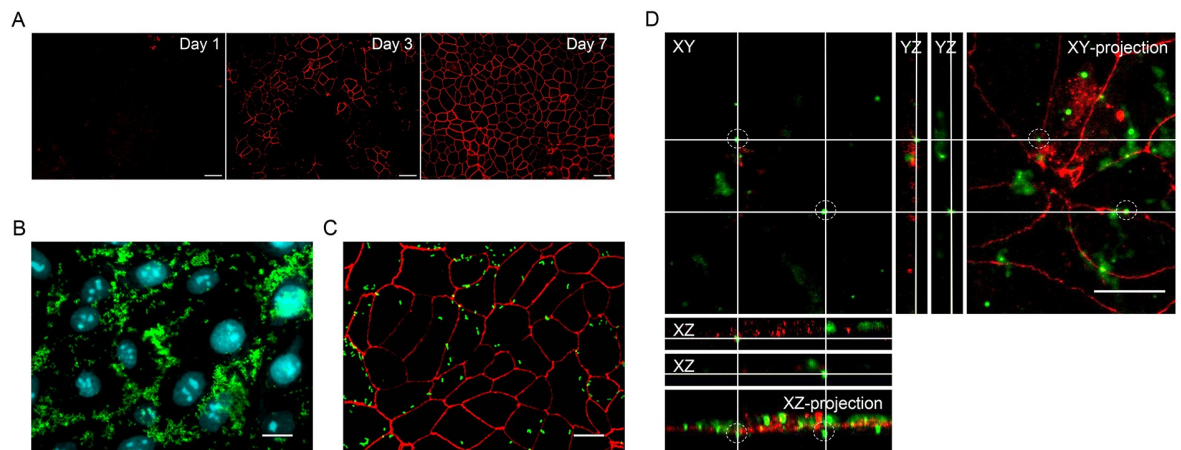 A
Day 1
Day 3
Day 7
B
C
D
XY
YZ
YZ
XY-projection
XZ
XZ
XZ-projection